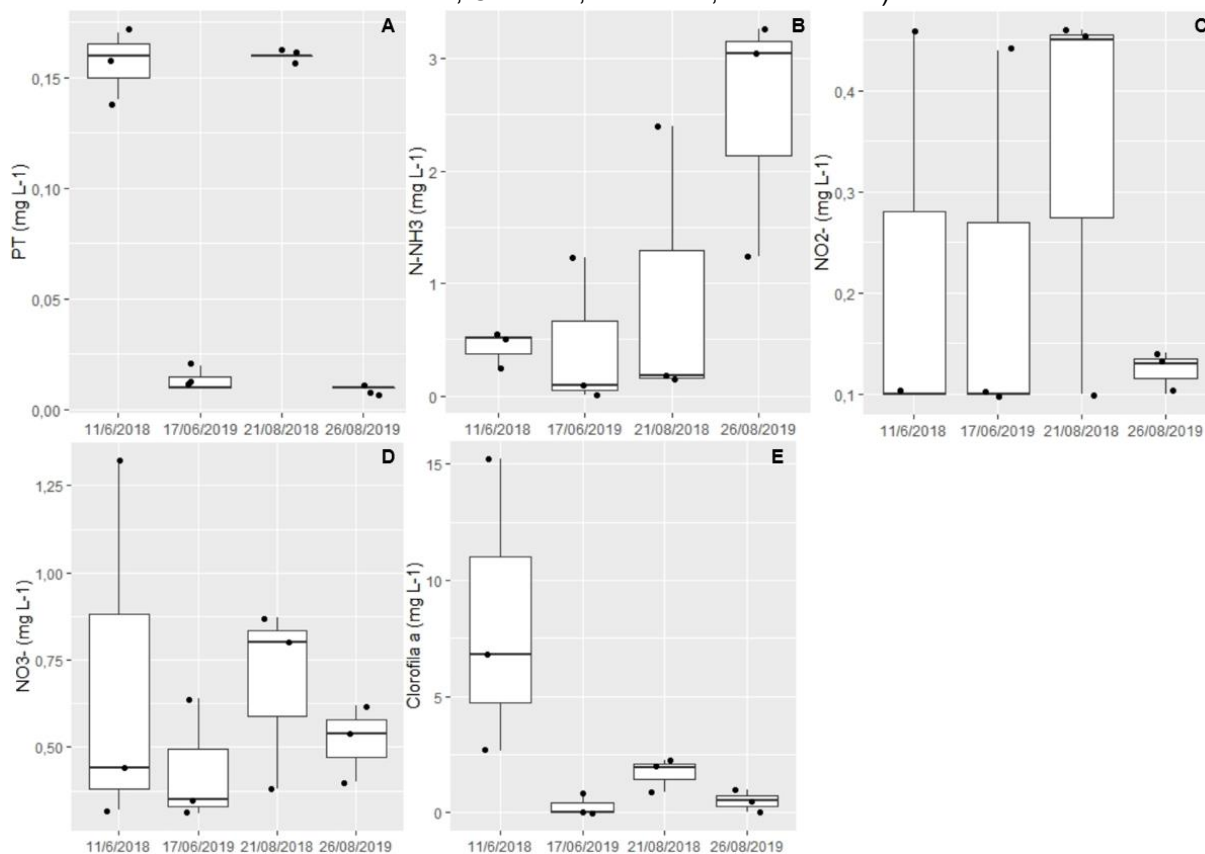 A
PT (mg L-1)
0,15
0,10
0,05
0,00
11/6/2018 17/06/2019 21/08/2018 26/08/2019
B
N-NH3 (mg L-1)
3
2
1
0
11/6/2018 17/06/2019 21/08/2018 26/08/2019
C
NO2- (mg L-1)
0,4
0,3
0,2
0,1
11/6/2018 17/06/2019 21/08/2018 26/08/2019
D
NO3- (mg L-1)
1,25
1,00
0,75
0,50
11/6/2018 17/06/2019 21/08/2018 26/08/2019
E
Clorofila a (mg L-1)
15
10
5
0
11/6/2018 17/06/2019 21/08/2018 26/08/2019